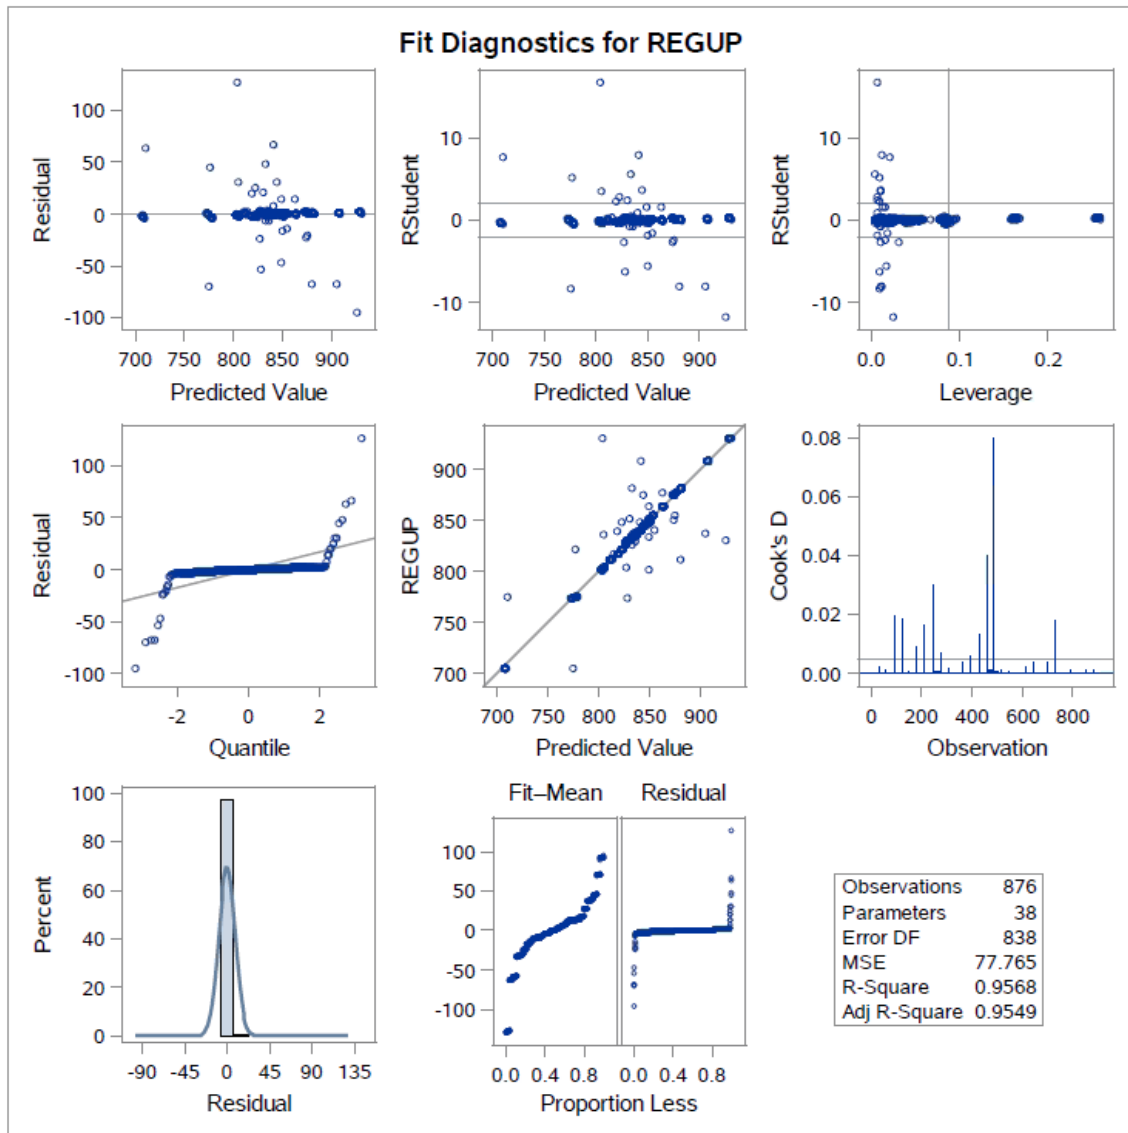 Fit Diagnostics for REGUP
Residual
100
50
0
-50
-100
700 750 800 850 900
Predicted Value
RStudent
10
0
-10
700 750 800 850 900
Predicted Value
RStudent
10
0
-10
0.0 0.1 0.2
Leverage
Residual
100
50
0
-50
-100
-2 0 2
Quantile
REGUP
900
850
800
750
700
700 750 800 850 900
Predicted Value
Cook's D
0.08
0.06
0.04
0.02
0.00
0 200 400 600 800
Observation
Percent
100
80
60
40
20
0
-90 -45 0 45 90 135
Residual
Fit–Mean Residual
100
50
0
-50
-100
0.0 0.4 0.8 0.0 0.4 0.8
Proportion Less
Observations 876
Parameters 38
Error DF 838
MSE 77.765
R-Square 0.9568
Adj R-Square 0.9549